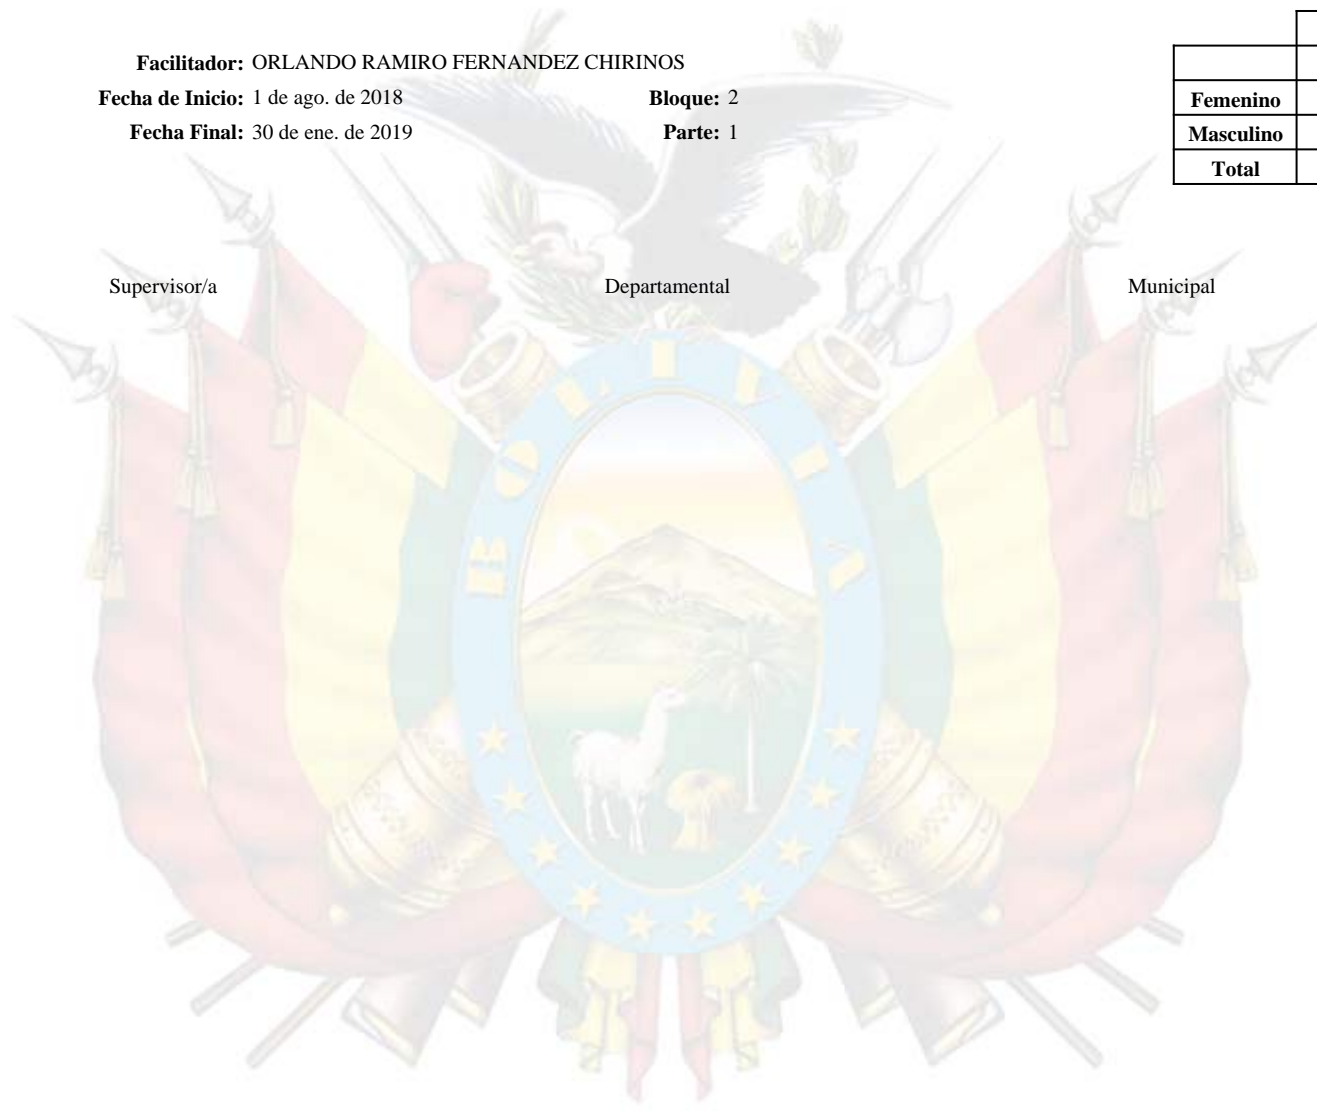 Facilitador: ORLANDO RAMIRO FERNANDEZ CHIRINOS
Fecha de Inicio: 1 de ago. de 2018 Bloque: 2
Fecha Final: 30 de ene. de 2019 Parte: 1
Femenino
Masculino
Total
Supervisor/a Departamental Municipal
BOLIVIA